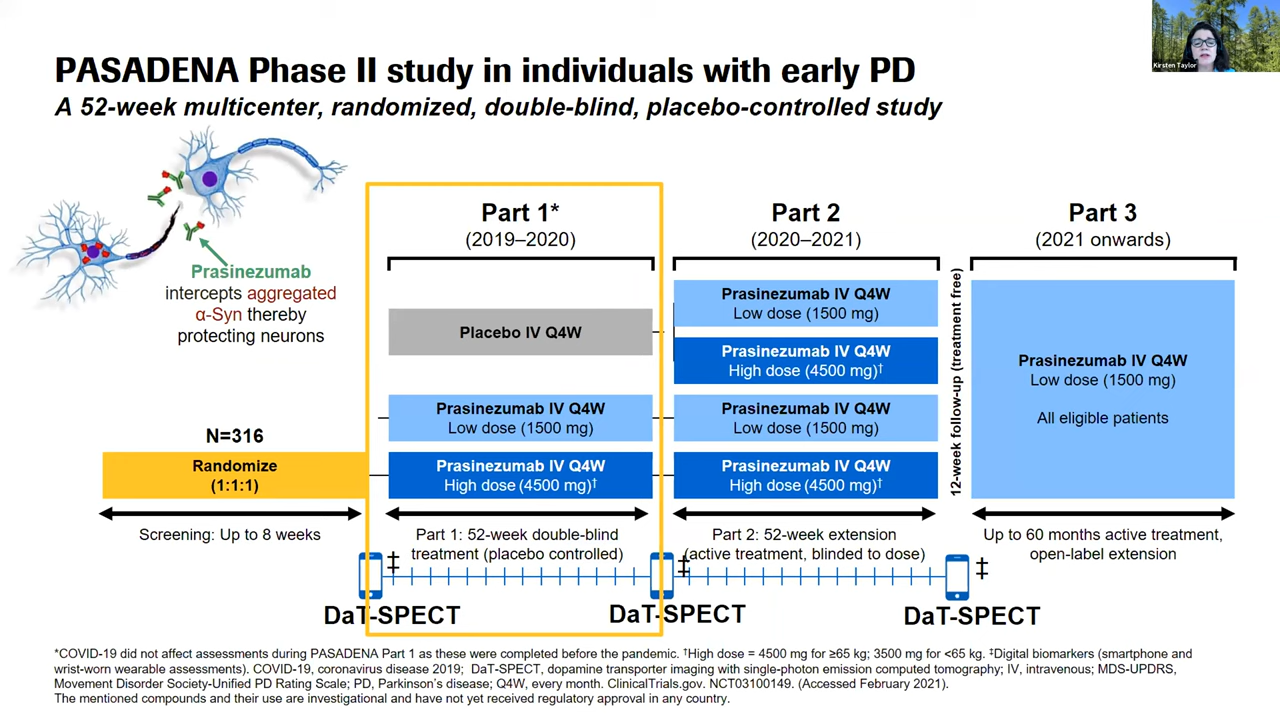 Kirsten Taylor
PASADENA Phase II study in individuals with early PD
A 52-week multicenter, randomized, double-blind, placebo-controlled study
Prasinezumab
intercepts aggregated
α-Syn thereby
protecting neurons
N=316
Randomize
(1:1:1)
Screening: Up to 8 weeks
Part 1*
(2019–2020)
Placebo IV Q4W
Prasinezumab IV Q4W
Low dose (1500 mg)
Prasinezumab IV Q4W
High dose (4500 mg)†
Part 1: 52-week double-blind
treatment (placebo controlled)
Part 2
(2020–2021)
Prasinezumab IV Q4W
Low dose (1500 mg)
Prasinezumab IV Q4W
High dose (4500 mg)†
Prasinezumab IV Q4W
Low dose (1500 mg)
Prasinezumab IV Q4W
High dose (4500 mg)†
Part 2: 52-week extension
(active treatment, blinded to dose)
12-week follow-up (treatment free)
Part 3
(2021 onwards)
Prasinezumab IV Q4W
Low dose (1500 mg)
All eligible patients
Up to 60 months active treatment,
open-label extension
‡
‡
‡
DaT-SPECT
DaT-SPECT
DaT-SPECT
*COVID-19 did not affect assessments during PASADENA Part 1 as these were completed before the pandemic. †High dose = 4500 mg for ≥65 kg; 3500 mg for <65 kg. ‡Digital biomarkers (smartphone and
wrist-worn wearable assessments). COVID-19, coronavirus disease 2019; DaT-SPECT, dopamine transporter imaging with single-photon emission computed tomography; IV, intravenous; MDS-UPDRS,
Movement Disorder Society-Unified PD Rating Scale; PD, Parkinson's disease; Q4W, every month. ClinicalTrials.gov. NCT03100149. (Accessed February 2021).
The mentioned compounds and their use are investigational and have not yet received regulatory approval in any country.